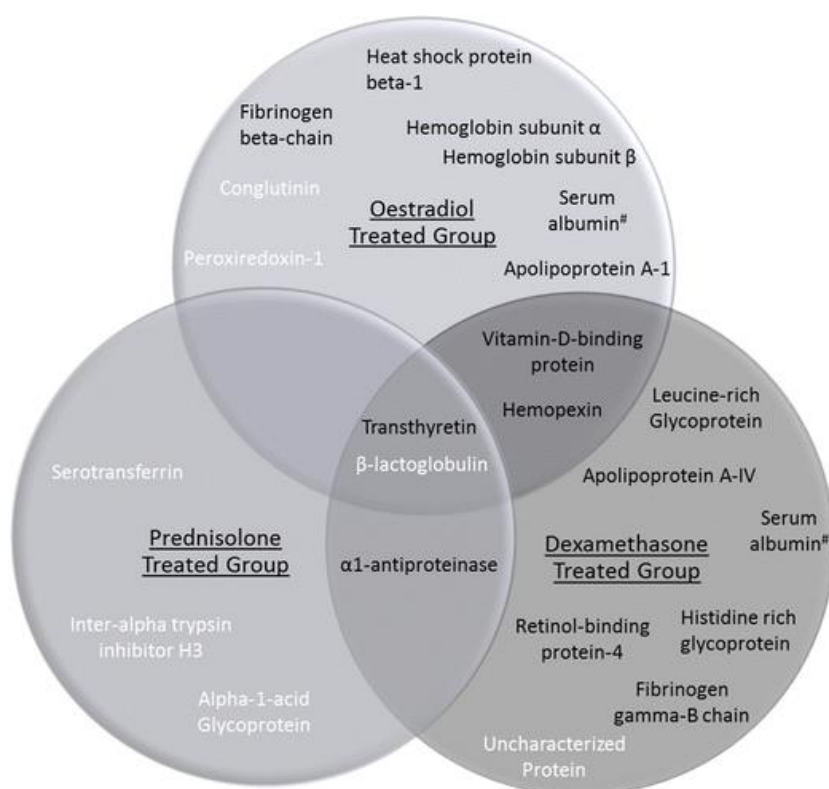 Heat shock protein
beta-1
Fibrinogen
beta-chain
Hemoglobin subunit α
Hemoglobin subunit β
Conglutinin
Oestradiol
Treated Group
Serum
albumin#
Peroxiredoxin-1
Apolipoprotein A-1
Vitamin-D-binding
protein
Hemopexin
Leucine-rich
Glycoprotein
Transthyretin
β-lactoglobulin
Serotransferrin
Apolipoprotein A-IV
Serum
albumin#
Prednisolone
Treated Group
α1-antiproteinase
Dexamethasone
Treated Group
Inter-alpha trypsin
inhibitor H3
Retinol-binding
protein-4
Histidine rich
glycoprotein
Alpha-1-acid
Glycoprotein
Fibrinogen
gamma-B chain
Uncharacterized
Protein